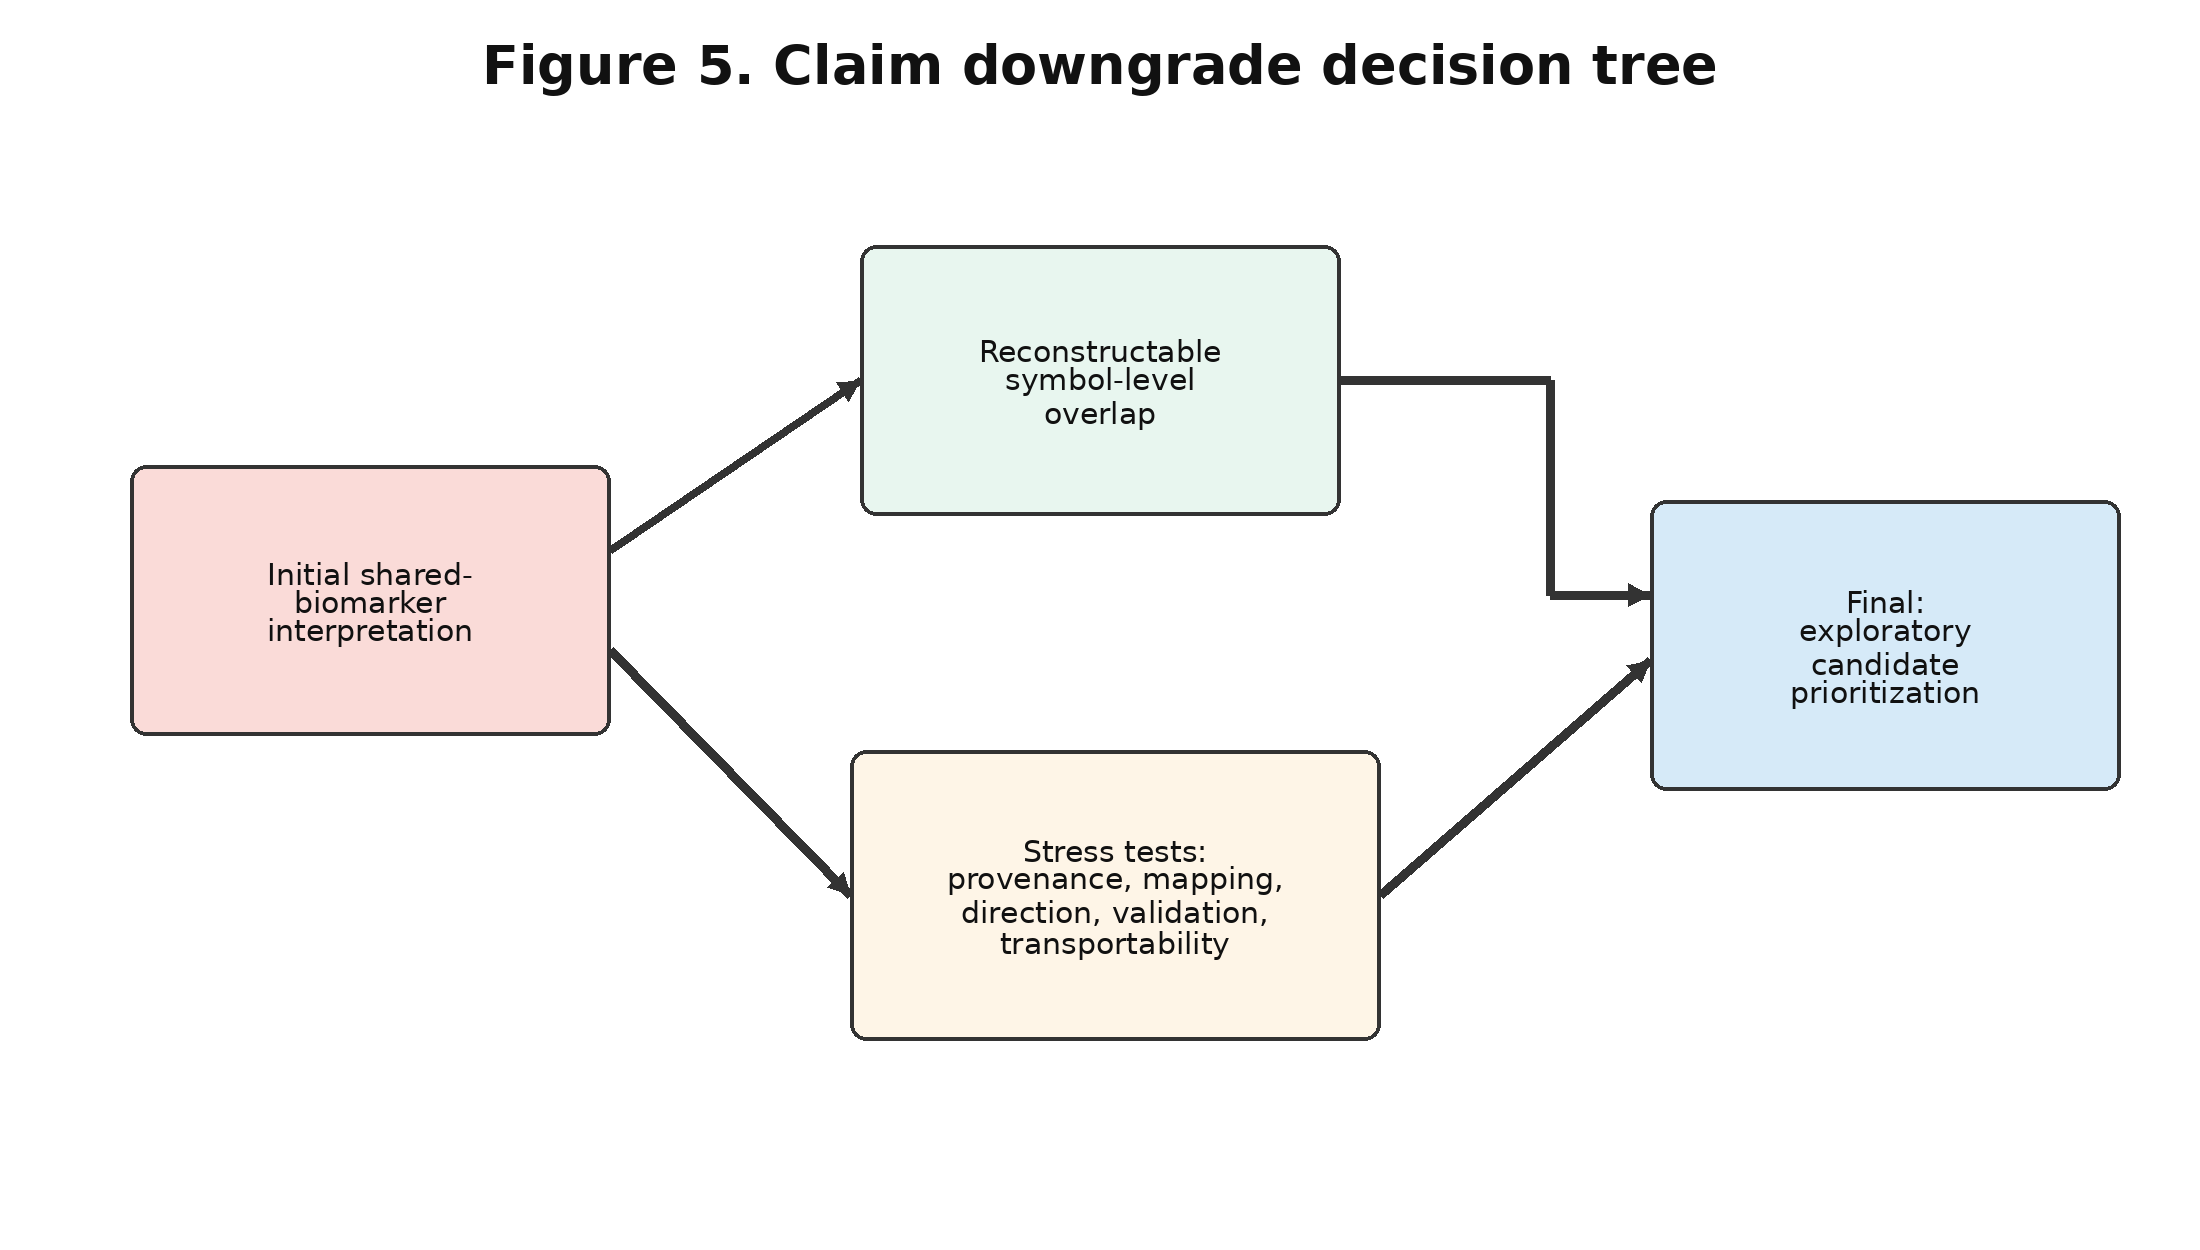 Figure 5. Claim downgrade decision tree
Initial shared-
biomarker
interpretation
Reconstructable
symbol-level
overlap
Stress tests:
provenance, mapping,
direction, validation,
transportability
Final:
exploratory
candidate
prioritization